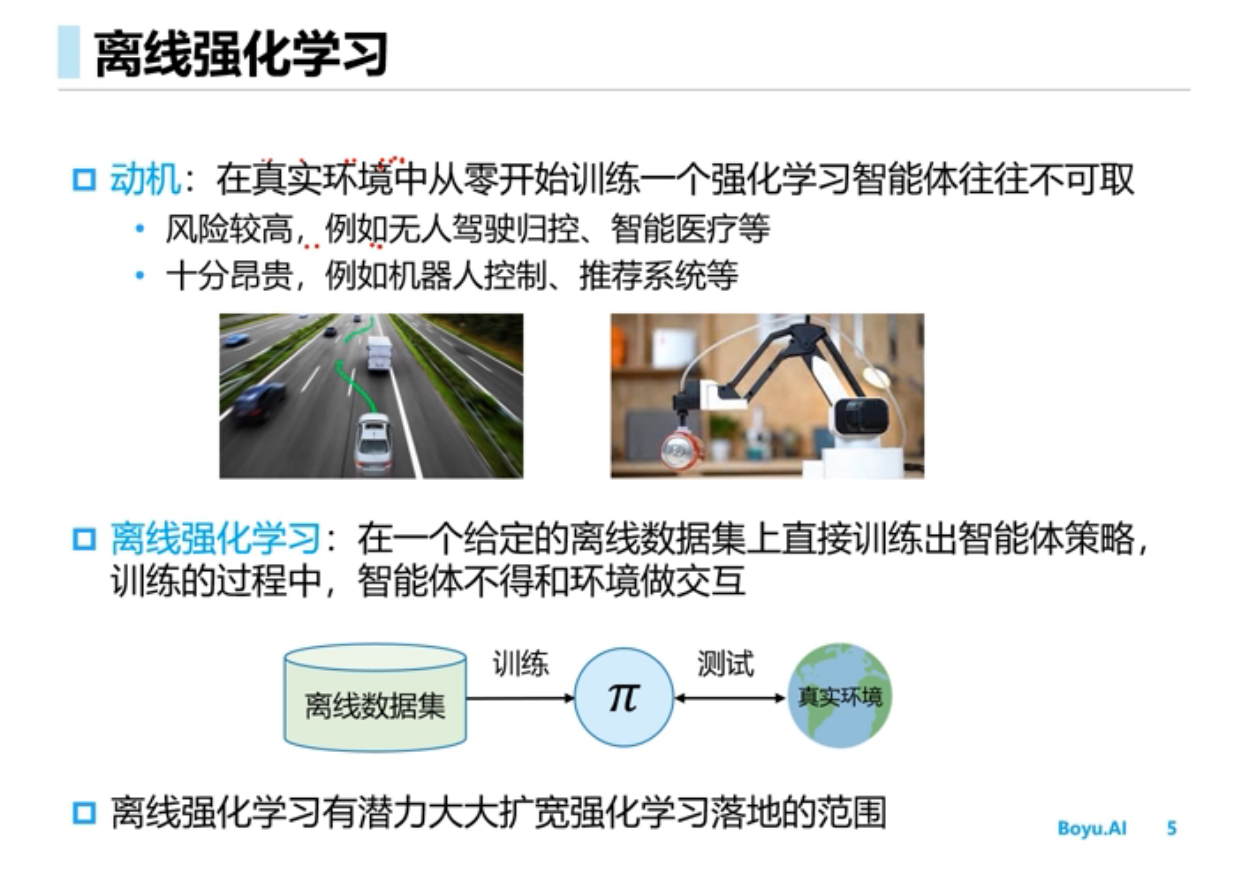 离线强化学习
动机：在真实环境中从零开始训练一个强化学习智能体往往不可取
风险较高，例如无人驾驶归控、智能医疗等
十分昂贵，例如机器人控制、推荐系统等
离线强化学习：在一个给定的离线数据集上直接训练出智能体策略，
训练的过程中，智能体不得和环境做交互
离线数据集
训练
π
测试
真实环境
离线强化学习有潜力大大扩宽强化学习落地的范围
Boyu.AI 5